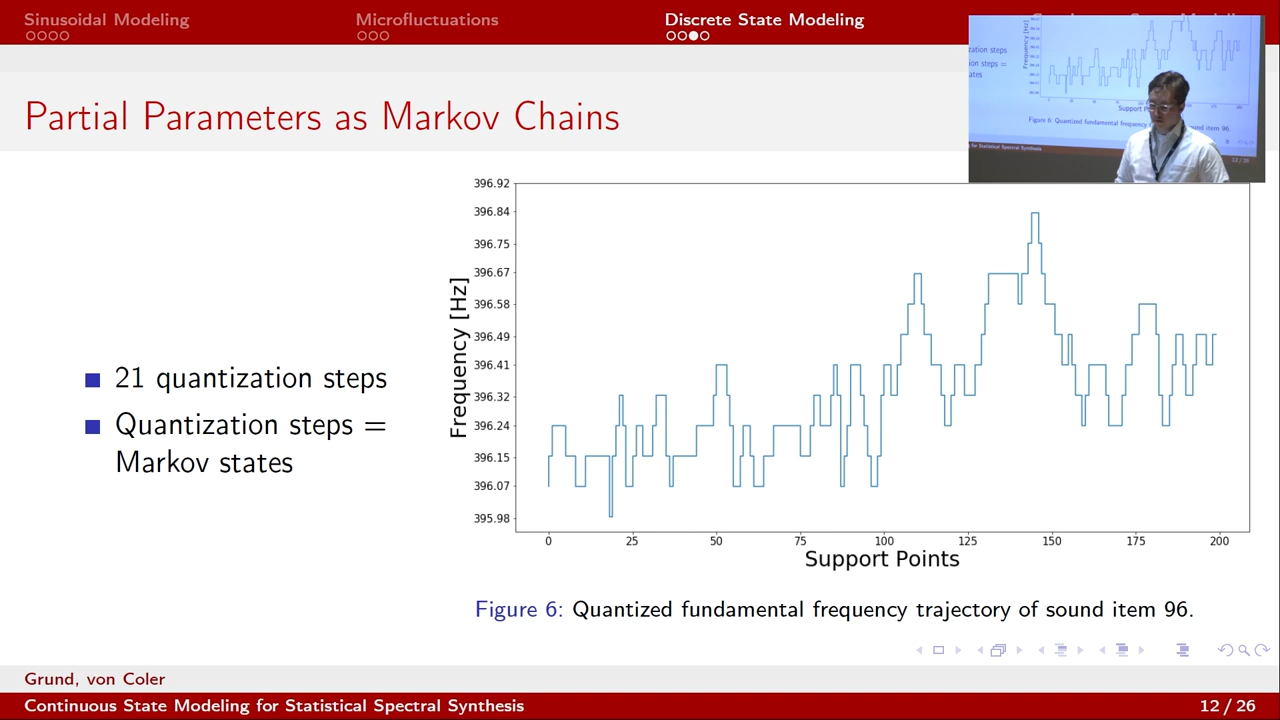 Sinusoidal Modeling
Microfluctuations
Discrete State Modeling
Partial Parameters as Markov Chains
21 quantization steps
Quantization steps =
Markov states
Frequency [Hz]
396.92
396.84
396.75
396.67
396.58
396.49
396.41
396.32
396.24
396.15
396.07
395.98
0 25 50 75 100 125 150 175 200
Support Points
Figure 6: Quantized fundamental frequency trajectory of sound item 96.
Grund, von Coler
Continuous State Modeling for Statistical Spectral Synthesis
12 / 26